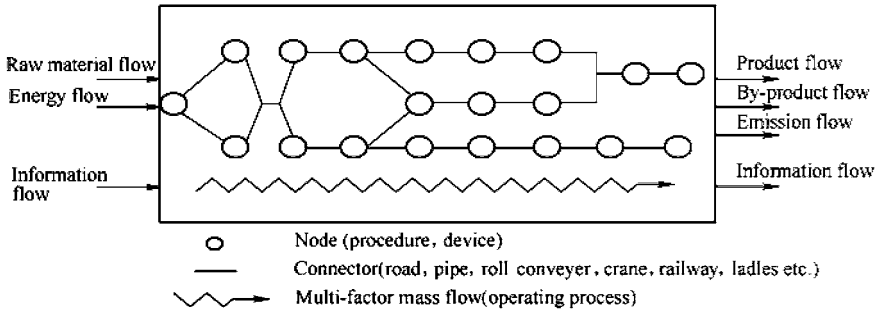 Raw material flow
Energy flow
Information
flow
Product flow
By-product flow
Emission flow
Information flow
Node (procedure, device)
Connector(road, pipe, roll conveyer, crane, railway, ladles etc.)
Multi-factor mass flow(operating process)